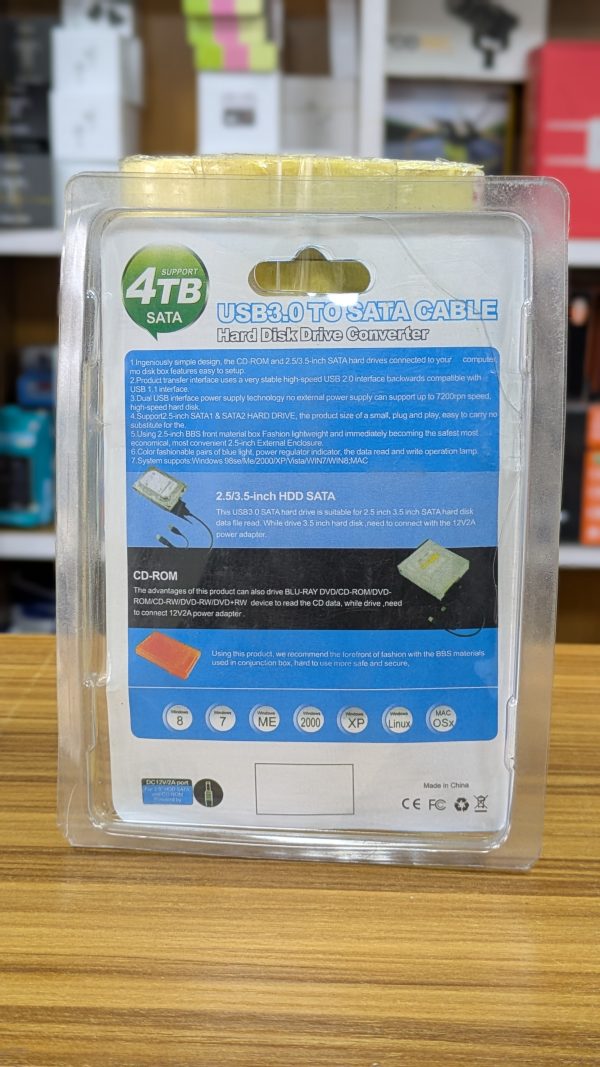 SUPPORT
4TB
SATA
USB3.0 TO SATA CABLE
Hard Disk Drive Converter
1.Ingeniously simple design, the CD-ROM and 2.5/3.5-inch SATA hard drives connected to your computer
mo disk box features easy to setup.
2.Product transfer interface uses a very stable high-speed USB 2.0 interface backwards compatible with
USB 1.1 interface.
3.Dual USB interface power supply technology no external power supply can support up to 7200rpn speed,
high-speed hard disk.
4.Support2.5-inch SATA1 & SATA2 HARD DRIVE, the product size of a small, plug and play, easy to carry no
substitute for the.
5.Using 2.5-inch BBS front material box Fashion lightweight and immediately becoming the safest most
economical, most convenient 2.5-inch External Enclosure.
6.Color fashionable pairs of blue light, power regulator indicator, the data read and write operation lamp.
7.System suppots:Windows 98se/Me/2000/XP/Vista/WIN7/WIN8;MAC
2.5/3.5-inch HDD SATA
This USB3.0 SATA hard drive is suitable for 2.5 inch 3.5 inch SATA hard disk
data file read. While drive 3.5 inch hard disk ,need to connect with the 12V2A
power adapter.
CD-ROM
The advantages of this product can also drive BLU-RAY DVD/CD-ROM/DVD-
ROM/CD-RW/DVD-RW/DVD+RW device to read the CD data, while drive ,need
to connect 12V2A power adapter .
Using this product, we recommend the forefront of fashion with the BBS materials
used in conjunction box, hard to use more safe and secure,
Windows 8
Windows 7
Windows ME
Windows 2000
Windows XP
Windows Linux
MAC OSx
DC12V/2A port
For 3.5" HDD SATA
and CD-ROM
Powered by
Made in China
CE FC